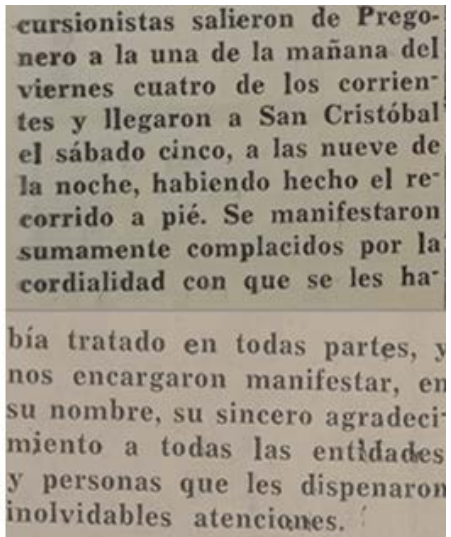 cursionistas salieron de Prego-
nero a la una de la mañana del
viernes cuatro de los corrien-
tes y llegaron a San Cristóbal
el sábado cinco, a las nueve de
la noche, habiendo hecho el re-
corrido a pié. Se manifestaron
sumamente complacidos por la
cordialidad con que se les ha-
bía tratado en todas partes, y
nos encargaron manifestar, en
su nombre, su sincero agradeci-
miento a todas las entidades
y personas que les dispenaron
inolvidables atenciones.